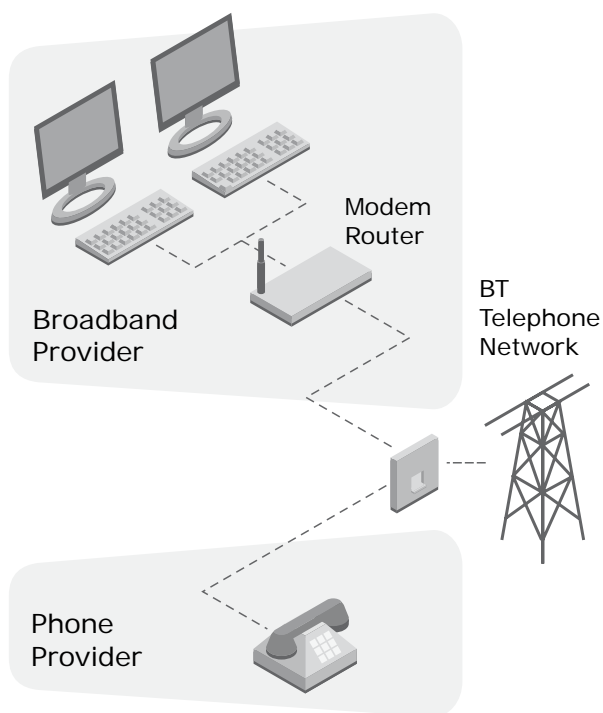 Modem
Router
Broadband
Provider
BT
Telephone
Network
Phone
Provider